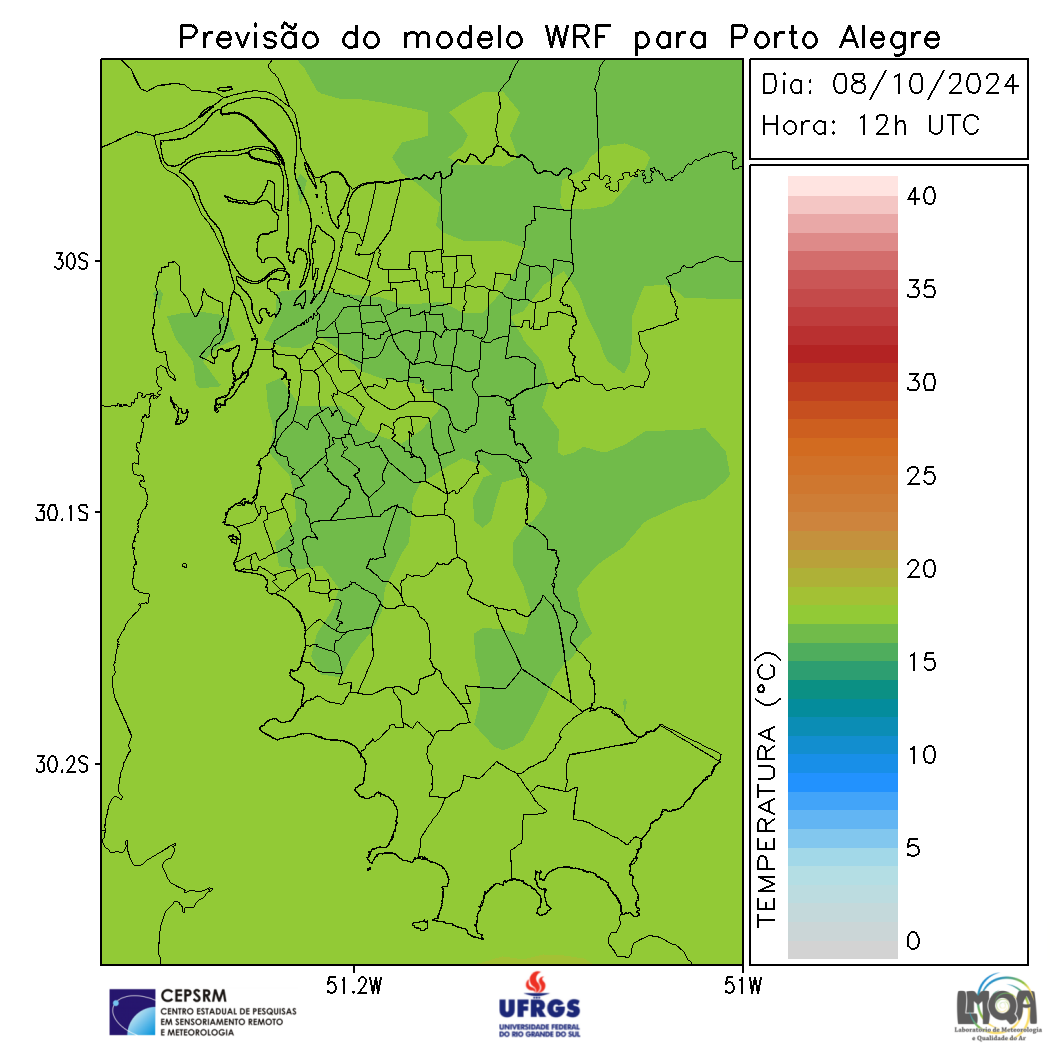 Previsão do modelo WRF para Porto Alegre
Dia: 08/10/2024
Hora: 12h UTC
40
35
30
25
20
15
10
5
0
TEMPERATURA (°C)
30S
30.1S
30.2S
51.2W
51W
CEPSRM
CENTRO ESTADUAL DE PESQUISAS
EM SENSORIAMENTO REMOTO
E METEOROLOGIA
UFRGS
UNIVERSIDADE FEDERAL
DO RIO GRANDE DO SUL
LMQA
Laboratório de Meteorologia
e Qualidade do Ar